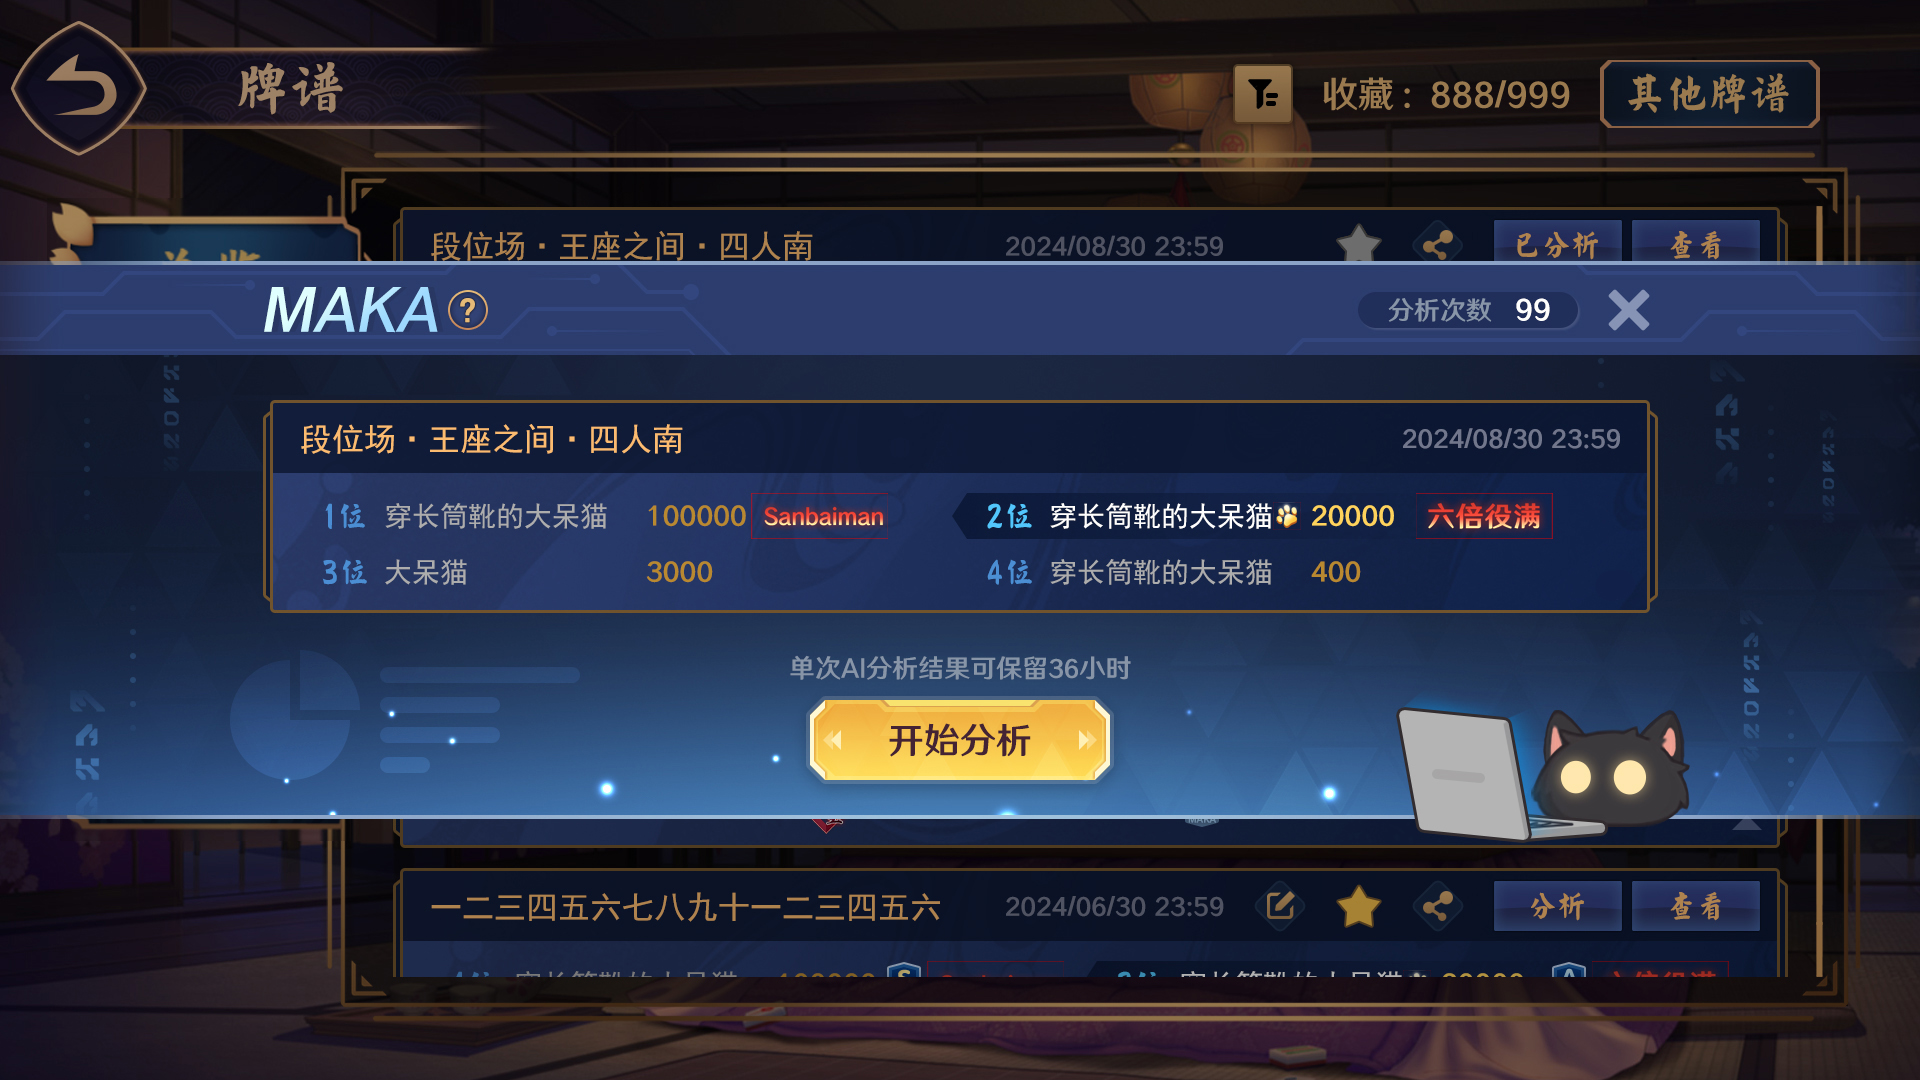 牌谱
收藏：888/999
其他牌谱
段位场·王座之间·四人南 2024/08/30 23:59 已分析 查看
MAKA ? 分析次数 99
段位场·王座之间·四人南 2024/08/30 23:59
1位 穿长筒靴的大呆猫 100000 Sanbaiman
2位 穿长筒靴的大呆猫 20000 六倍役满
3位 大呆猫 3000
4位 穿长筒靴的大呆猫 400
单次AI分析结果可保留36小时
开始分析
MAKA
一二三四五六七八九十一二三四五六 2024/06/30 23:59 分析 查看